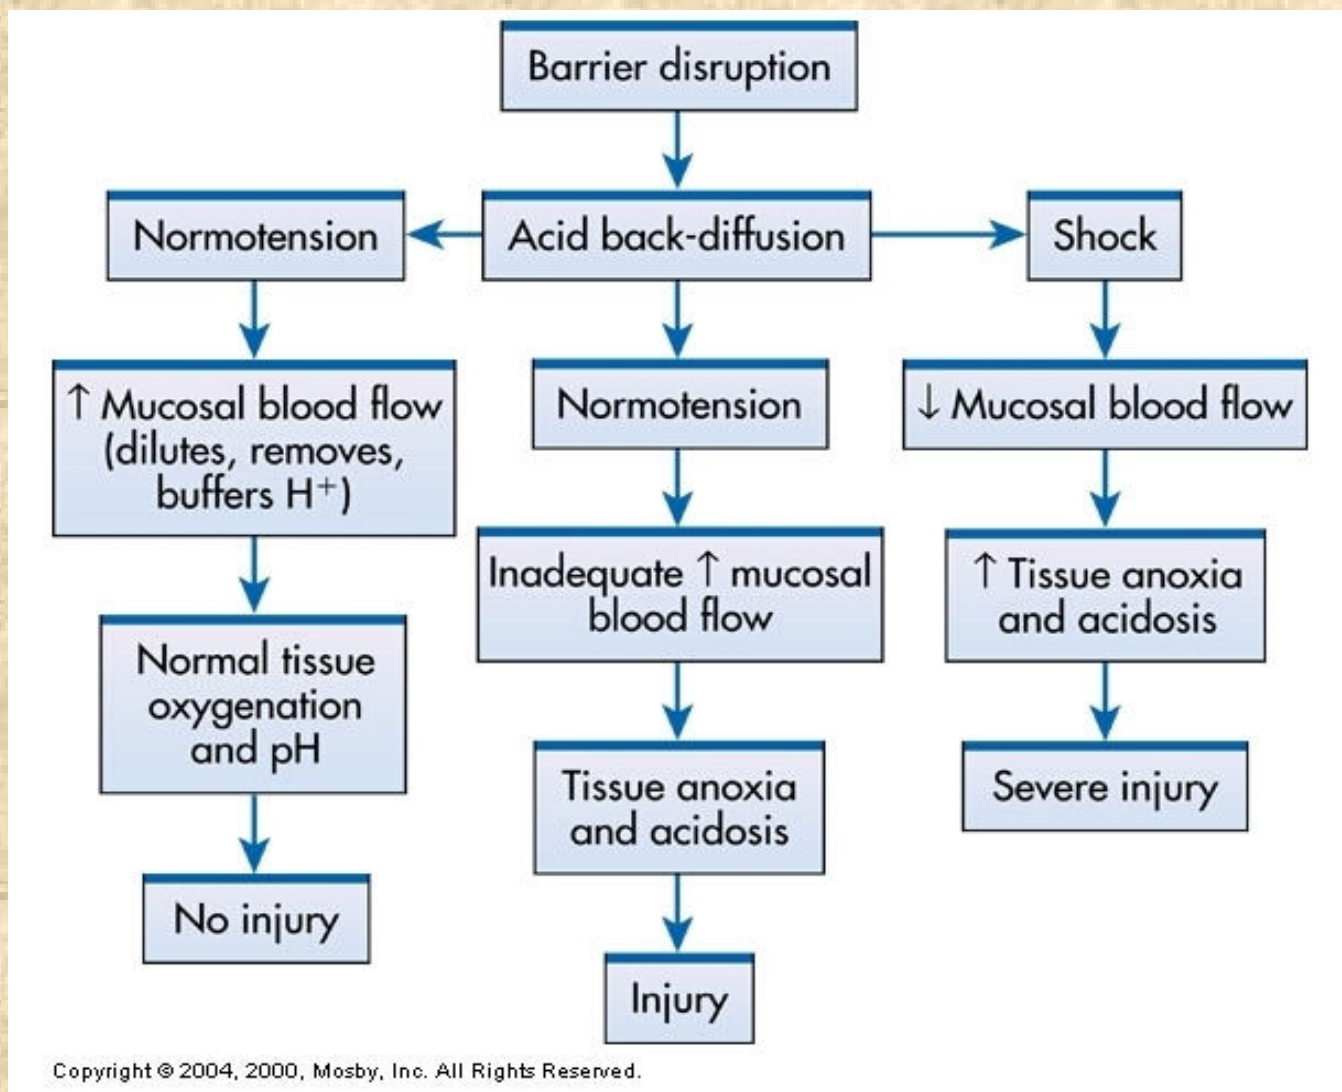 Barrier disruption
Normotension
Acid back-diffusion
Shock
↑ Mucosal blood flow
(dilutes, removes,
buffers H⁺)
Normotension
↓ Mucosal blood flow
Inadequate ↑ mucosal
blood flow
↑ Tissue anoxia
and acidosis
Normal tissue
oxygenation
and pH
Tissue anoxia
and acidosis
Severe injury
No injury
Injury
Copyright © 2004, 2000, Mosby, Inc. All Rights Reserved.